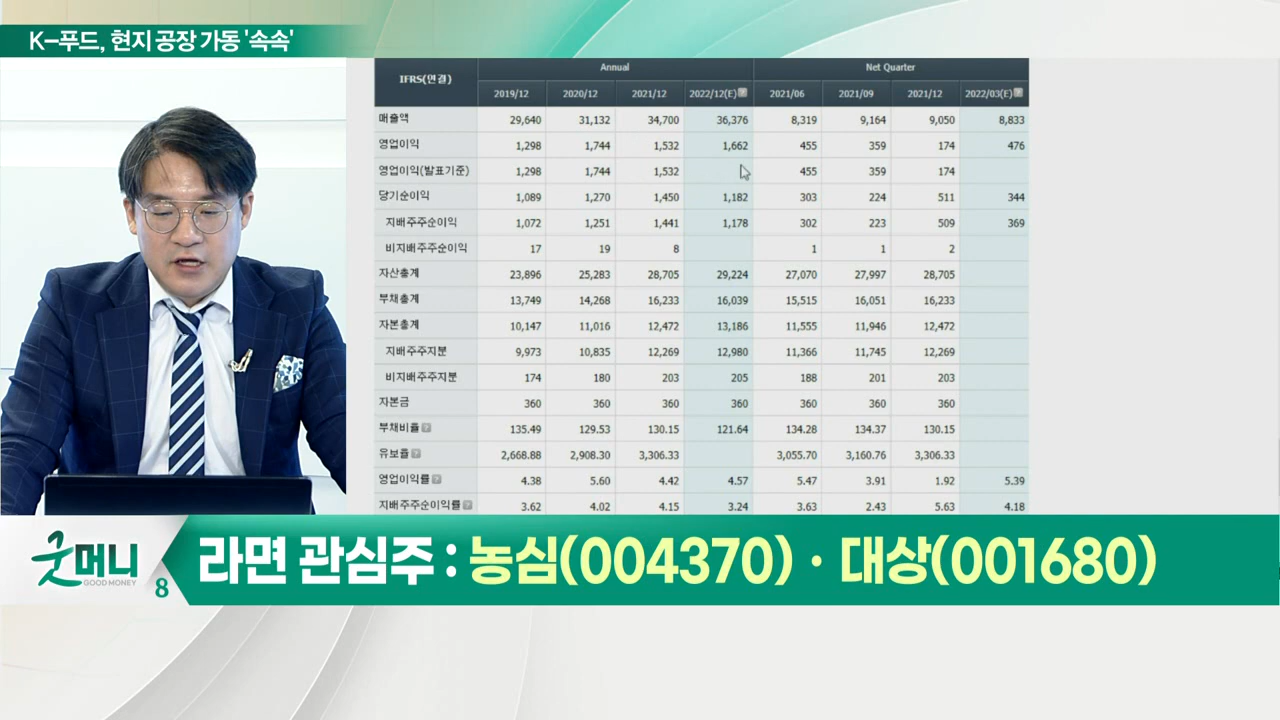 K-푸드, 현지 공장 가동 '속속'
IFRS(연결) Annual Net Quarter
2019/12 2020/12 2021/12 2022/12(E) 2021/06 2021/09 2021/12 2022/03(E)
매출액 29,640 31,132 34,700 36,376 8,319 9,164 9,050 8,833
영업이익 1,298 1,744 1,532 1,662 455 359 174 476
영업이익(발표기준) 1,298 1,744 1,532 455 359 174
당기순이익 1,089 1,270 1,450 1,182 303 224 511 344
지배주주순이익 1,072 1,251 1,441 1,178 302 223 509 369
비지배주주순이익 17 19 8 1 1 2
자산총계 23,896 25,283 28,705 29,224 27,070 27,997 28,705
부채총계 13,749 14,268 16,233 16,039 15,515 16,051 16,233
자본총계 10,147 11,016 12,472 13,186 11,555 11,946 12,472
지배주주지분 9,973 10,835 12,269 12,980 11,366 11,745 12,269
비지배주주지분 174 180 203 205 188 201 203
자본금 360 360 360 360 360 360 360
부채비율 135.49 129.53 130.15 121.64 134.28 134.37 130.15
유보율 2,668.88 2,908.30 3,306.33 3,055.70 3,160.76 3,306.33
영업이익률 4.38 5.60 4.42 4.57 5.47 3.91 1.92 5.39
지배주주순이익률 3.62 4.02 4.15 3.24 3.63 2.43 5.63 4.18
굿머니
GOOD MONEY
8
라면 관심주 : 농심(004370) · 대상(001680)